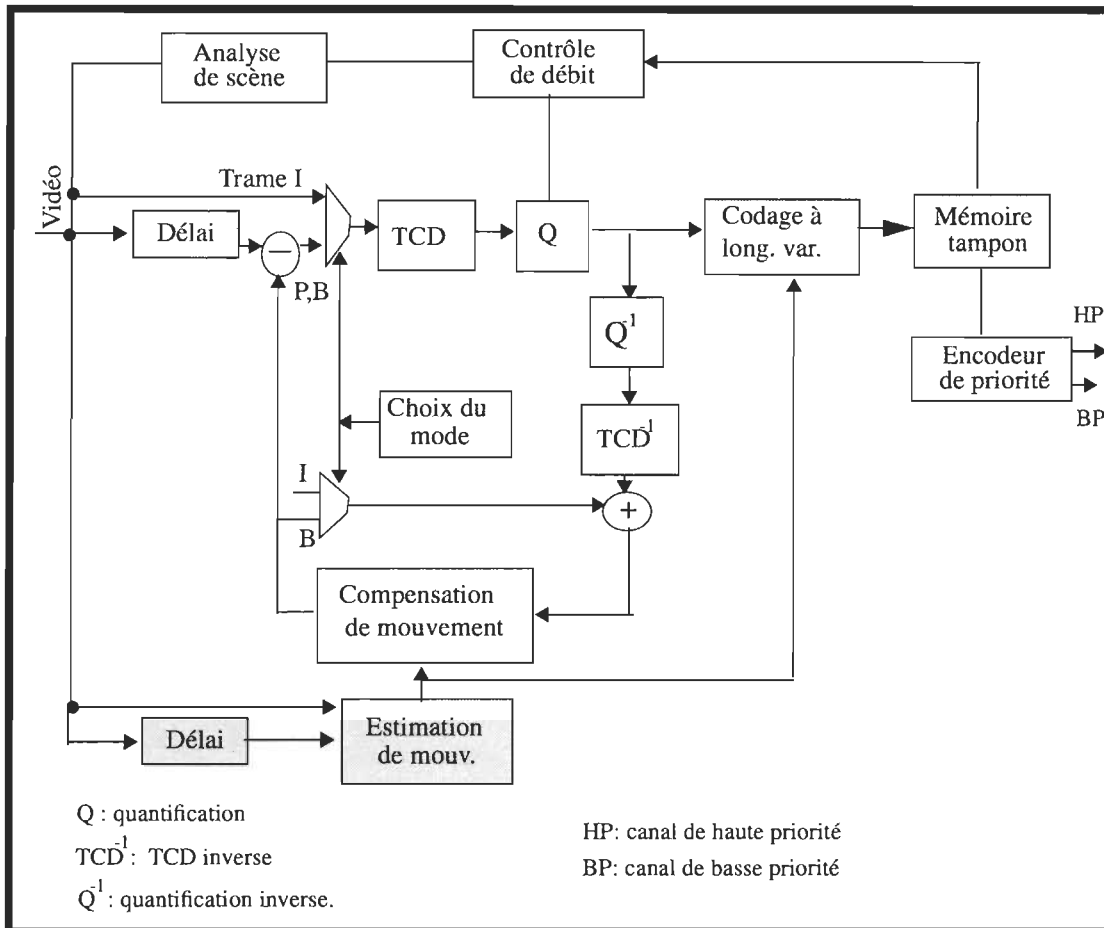 Analyse
de scène
Contrôle
de débit
Vidéo
Trame I
Délai
−
P,B
TCD
Q
Codage à
long. var.
Mémoire
tampon
Q⁻¹
HP
Encodeur
de priorité
BP
Choix du
mode
TCD⁻¹
I
B
+
Compensation
de mouvement
Délai
Estimation
de mouv.
Q : quantification
TCD⁻¹ : TCD inverse
Q⁻¹ : quantification inverse.
HP: canal de haute priorité
BP: canal de basse priorité